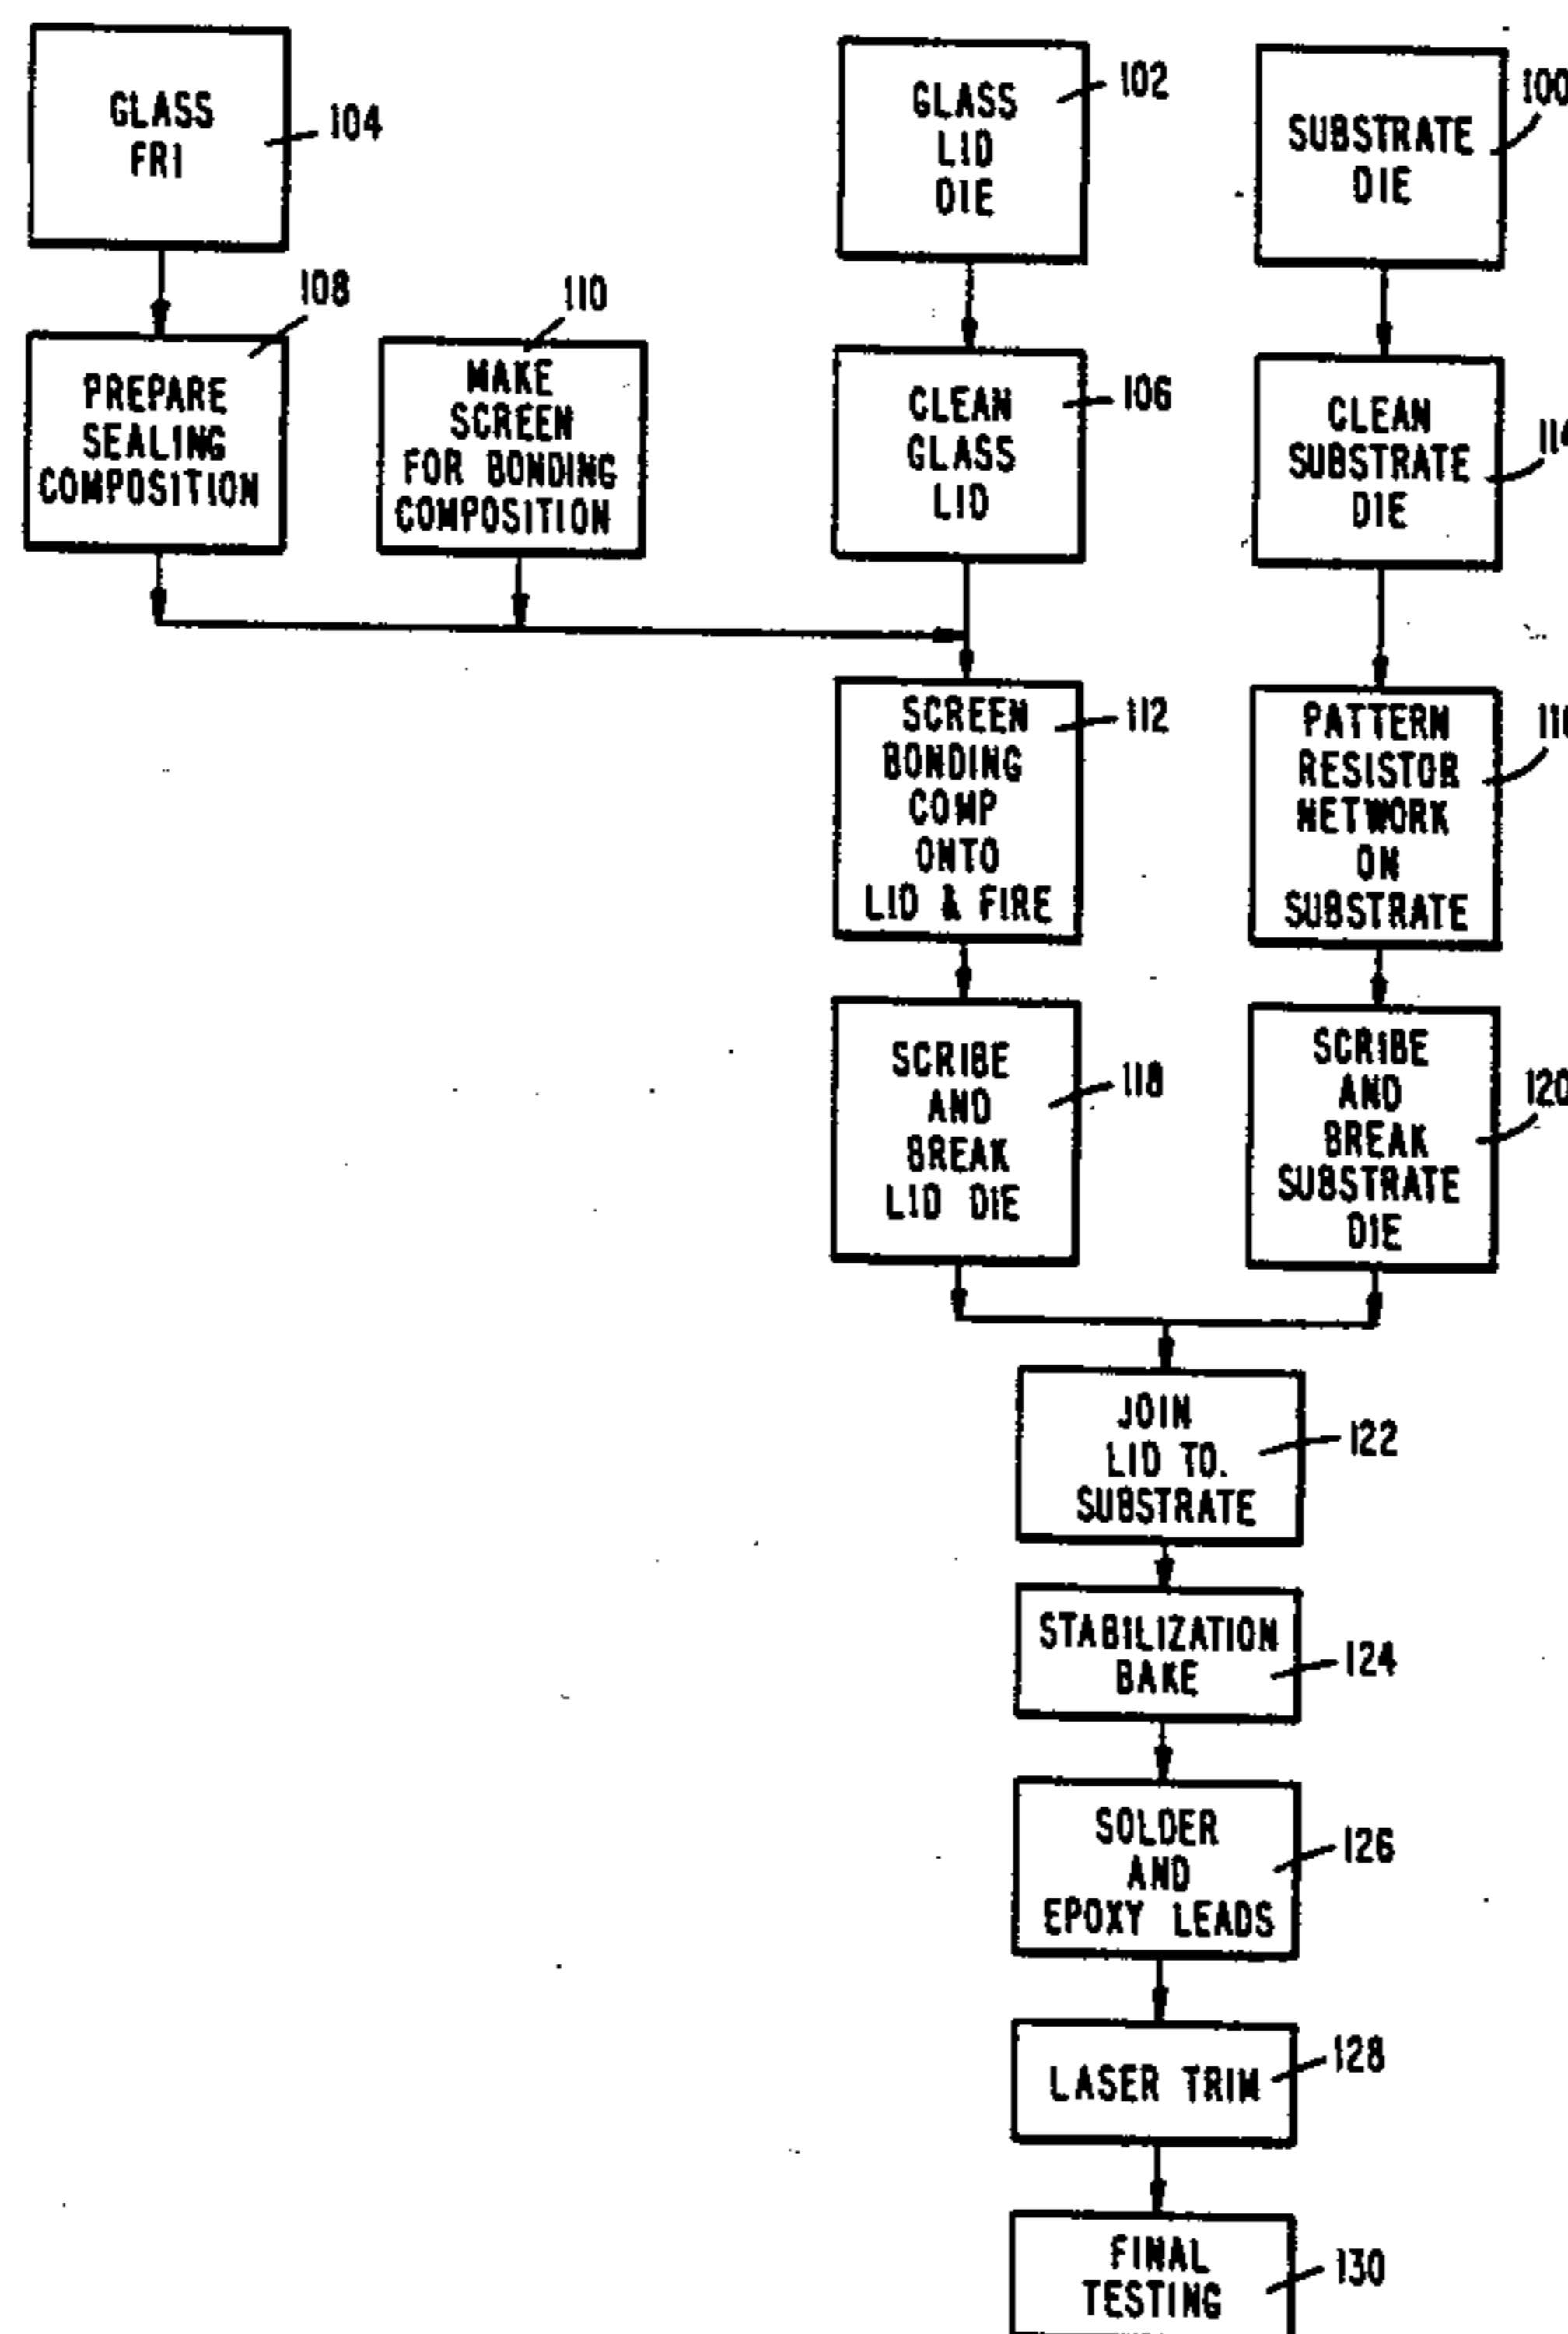 GLASS
FRI
104
GLASS
LID
DIE
102
SUBSTRATE
DIE
100
PREPARE
SEALING
COMPOSITION
108
MAKE
SCREEN
FOR BONDING
COMPOSITION
110
CLEAN
GLASS
LID
106
CLEAN
SUBSTRATE
DIE
SCREEN
BONDING
COMP
ONTO
LID & FIRE
112
PATTERN
RESISTOR
NETWORK
ON
SUBSTRATE
SCRIBE
AND
BREAK
LID DIE
118
SCRIBE
AND
BREAK
SUBSTRATE
DIE
120
JOIN
LID TO.
SUBSTRATE
122
STABILIZATION
BAKE
124
SOLDER
AND
EPOXY LEADS
126
LASER TRIM
128
FINAL
TESTING
130